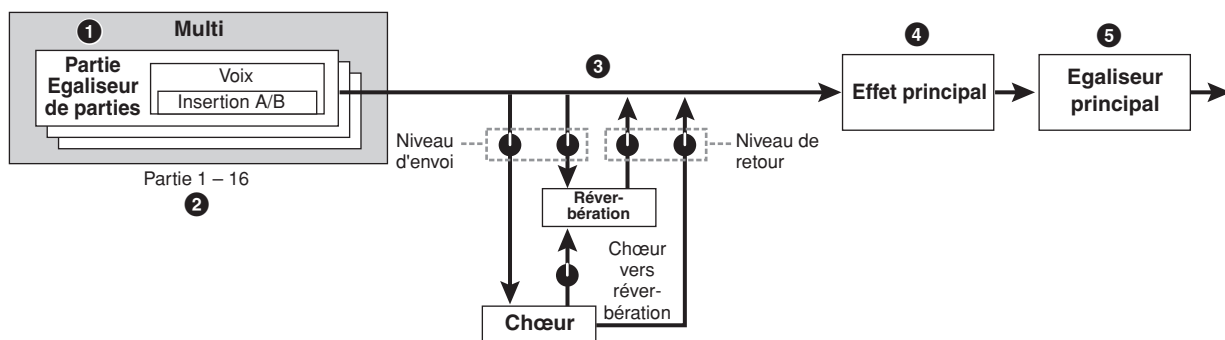 Multi
1
Partie
Egaliseur
de parties
Voix
Insertion A/B
Partie 1 – 16
2
3
Niveau
d'envoi
Niveau de
retour
Réver-
bération
Chœur
vers
réver-
bération
Chœur
4
Effet principal
5
Egaliseur
principal